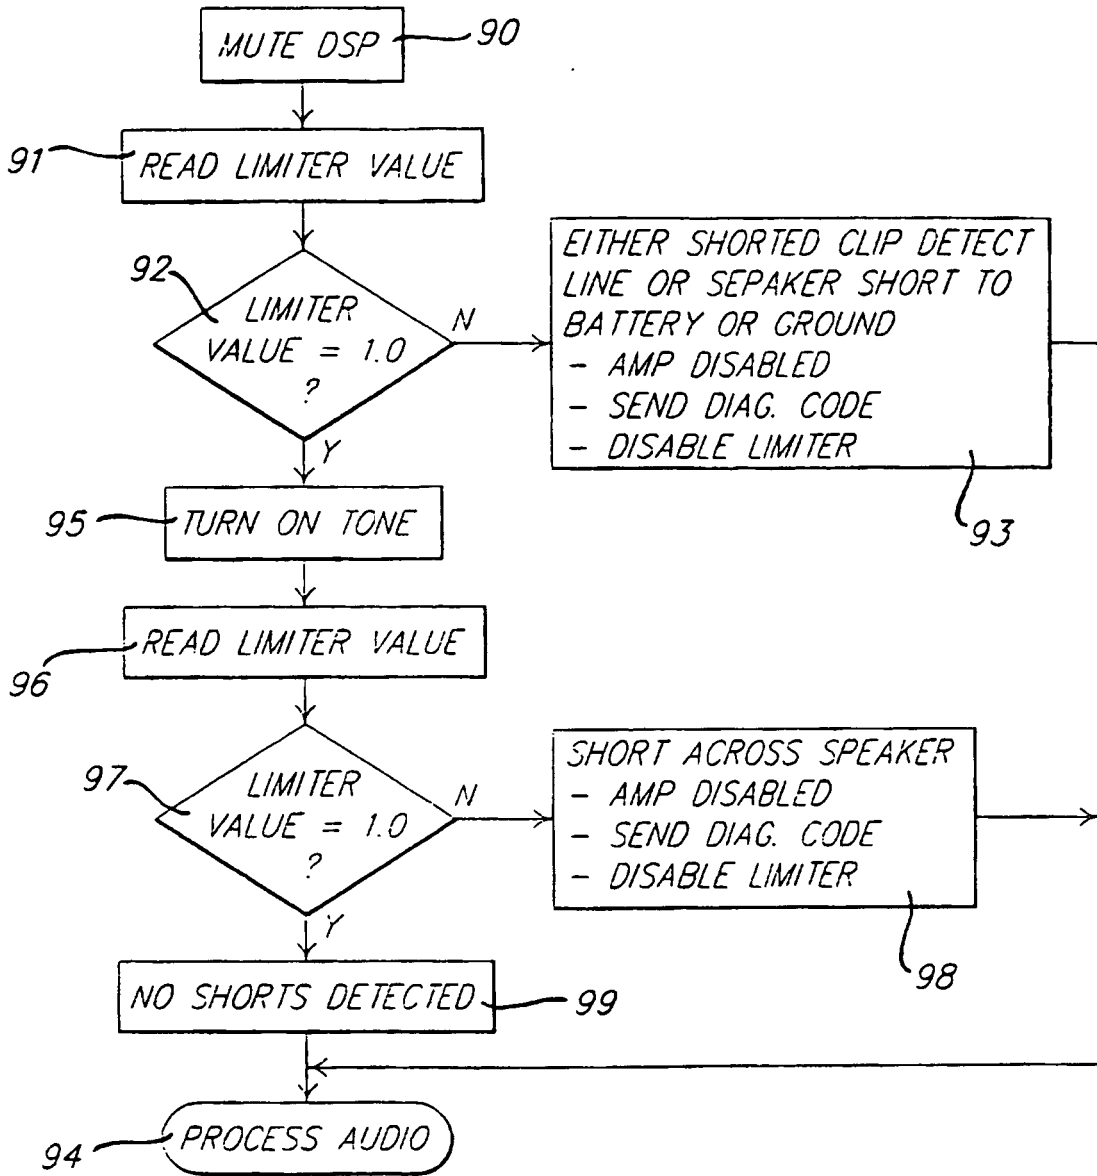 MUTE DSP
90
91
READ LIMITER VALUE
92
LIMITER
VALUE = 1.0
?
N
Y
EITHER SHORTED CLIP DETECT
LINE OR SEPAKER SHORT TO
BATTERY OR GROUND
- AMP DISABLED
- SEND DIAG. CODE
- DISABLE LIMITER
93
95
TURN ON TONE
READ LIMITER VALUE
96
97
LIMITER
VALUE = 1.0
?
N
Y
SHORT ACROSS SPEAKER
- AMP DISABLED
- SEND DIAG. CODE
- DISABLE LIMITER
98
NO SHORTS DETECTED
99
94
PROCESS AUDIO